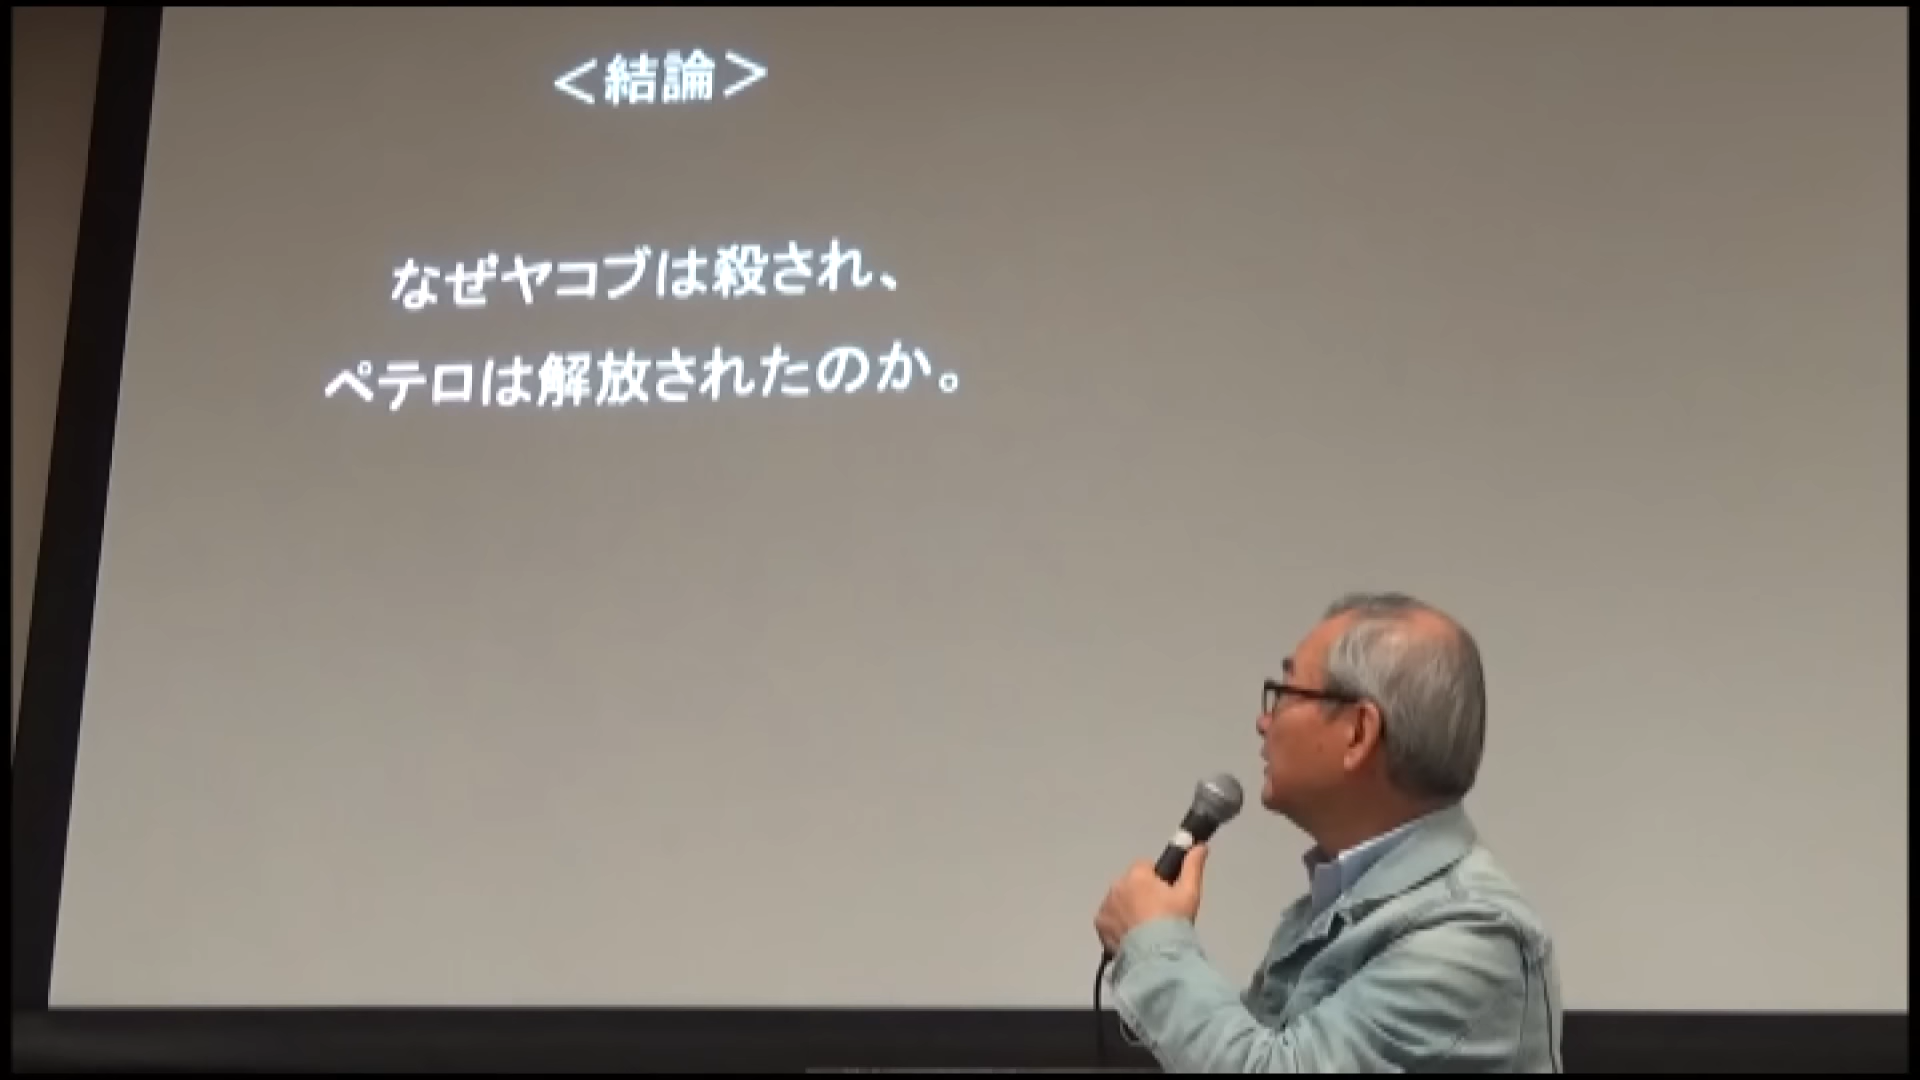 ＜結論＞
なぜヤコブは殺され、
ペテロは解放されたのか。